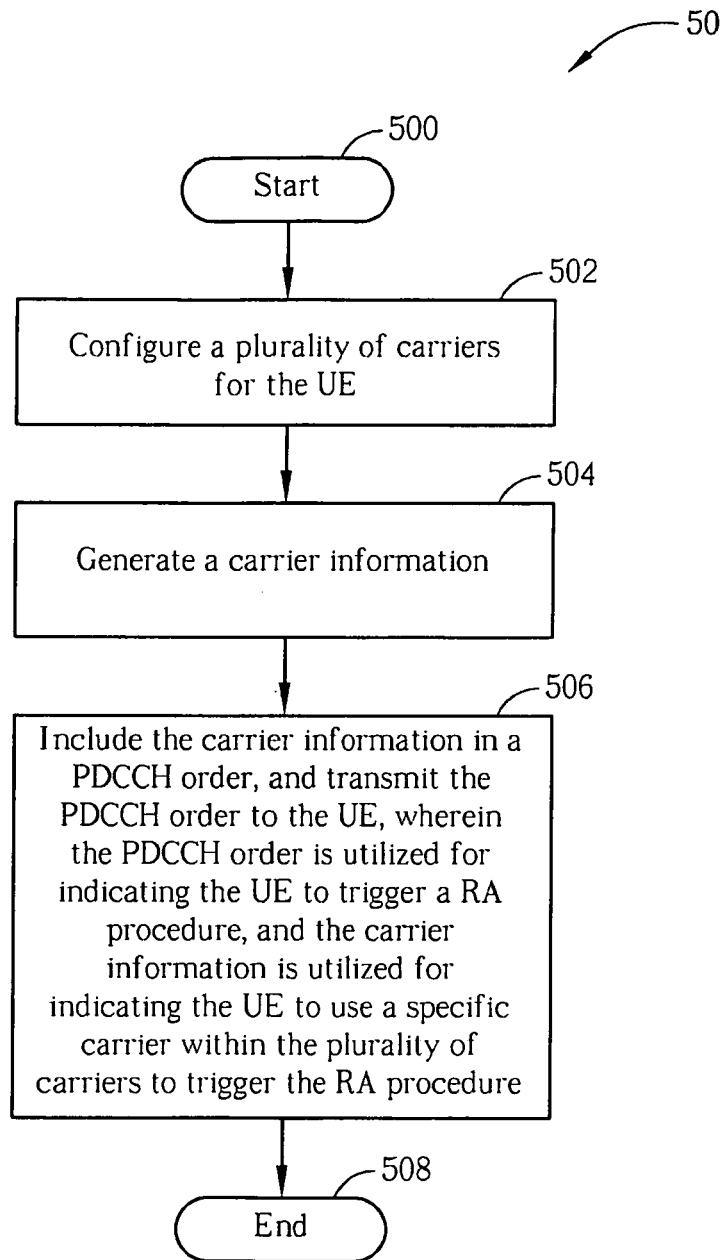 50
500
Start
502
Configure a plurality of carriers
for the UE
504
Generate a carrier information
506
Include the carrier information in a
PDCCH order, and transmit the
PDCCH order to the UE, wherein
the PDCCH order is utilized for
indicating the UE to trigger a RA
procedure, and the carrier
information is utilized for
indicating the UE to use a specific
carrier within the plurality of
carriers to trigger the RA procedure
508
End